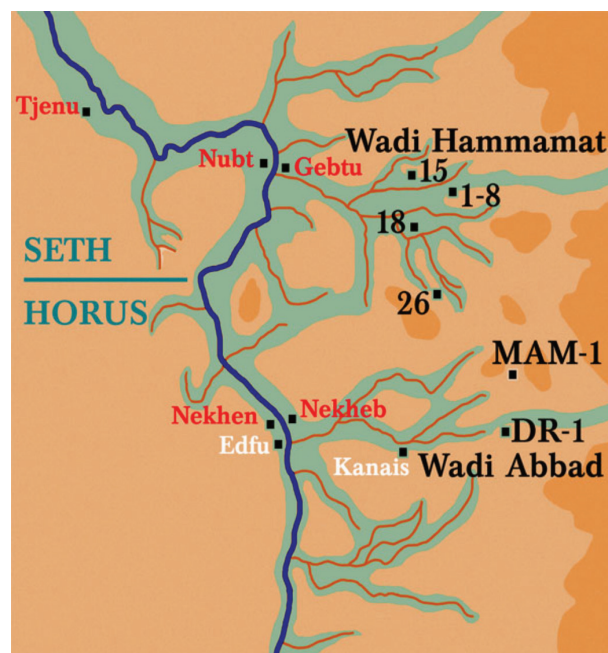 Tjenu
Wadi Hammamat
Nubt
Gebtu
15
1-8
18
SETH
HORUS
26
MAM-1
Nekhen
Nekheb
Edfu
DR-1
Kanais
Wadi Abbad